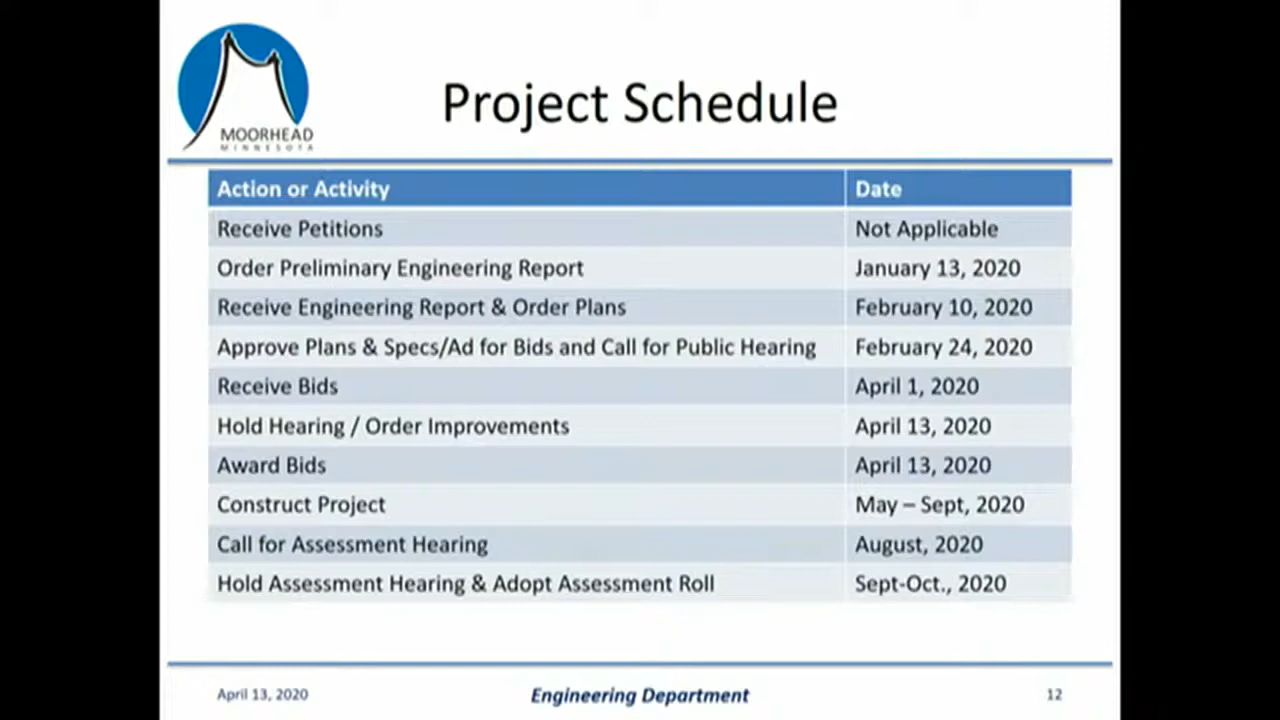 MOORHEAD
MINNESOTA
Project Schedule
Action or Activity Date
Receive Petitions Not Applicable
Order Preliminary Engineering Report January 13, 2020
Receive Engineering Report & Order Plans February 10, 2020
Approve Plans & Specs/Ad for Bids and Call for Public Hearing February 24, 2020
Receive Bids April 1, 2020
Hold Hearing / Order Improvements April 13, 2020
Award Bids April 13, 2020
Construct Project May – Sept, 2020
Call for Assessment Hearing August, 2020
Hold Assessment Hearing & Adopt Assessment Roll Sept-Oct., 2020
April 13, 2020 Engineering Department 12